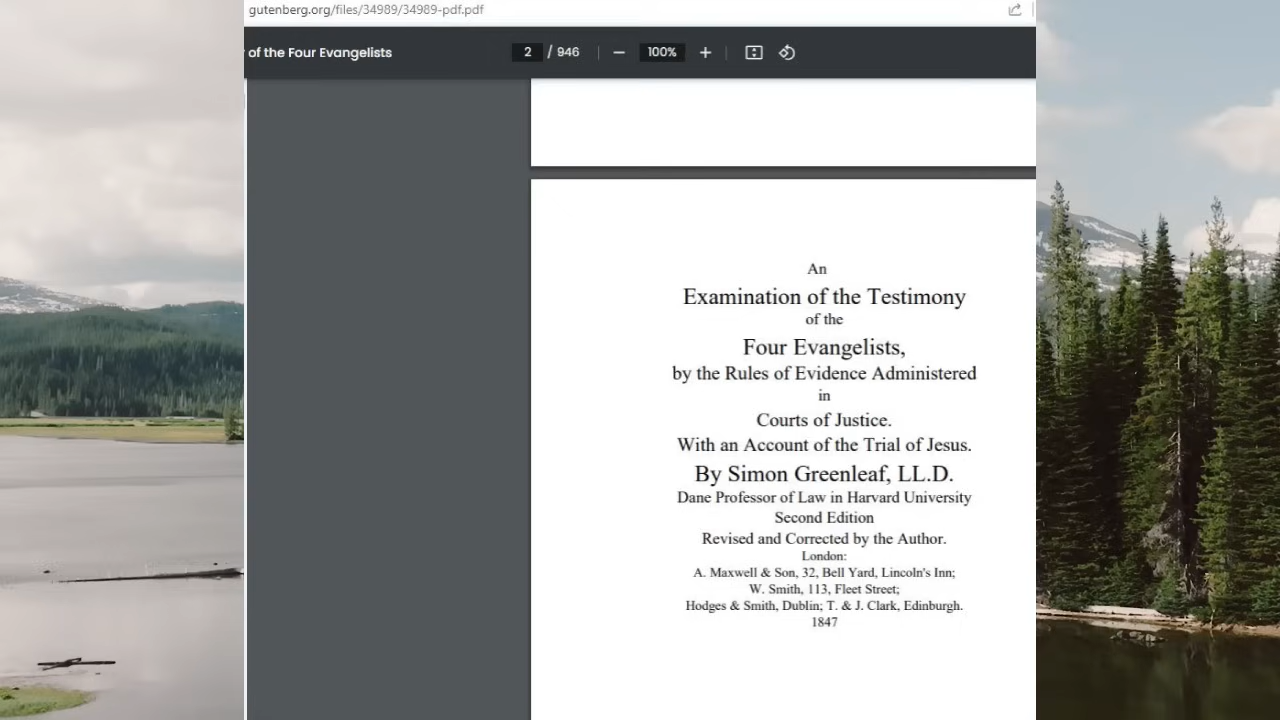 gutenberg.org/files/34989/34989-pdf.pdf
of the Four Evangelists
2 / 946
100%
An
Examination of the Testimony
of the
Four Evangelists,
by the Rules of Evidence Administered
in
Courts of Justice.
With an Account of the Trial of Jesus.
By Simon Greenleaf, LL.D.
Dane Professor of Law in Harvard University
Second Edition
Revised and Corrected by the Author.
London:
A. Maxwell & Son, 32, Bell Yard, Lincoln's Inn;
W. Smith, 113, Fleet Street;
Hodges & Smith, Dublin; T. & J. Clark, Edinburgh.
1847